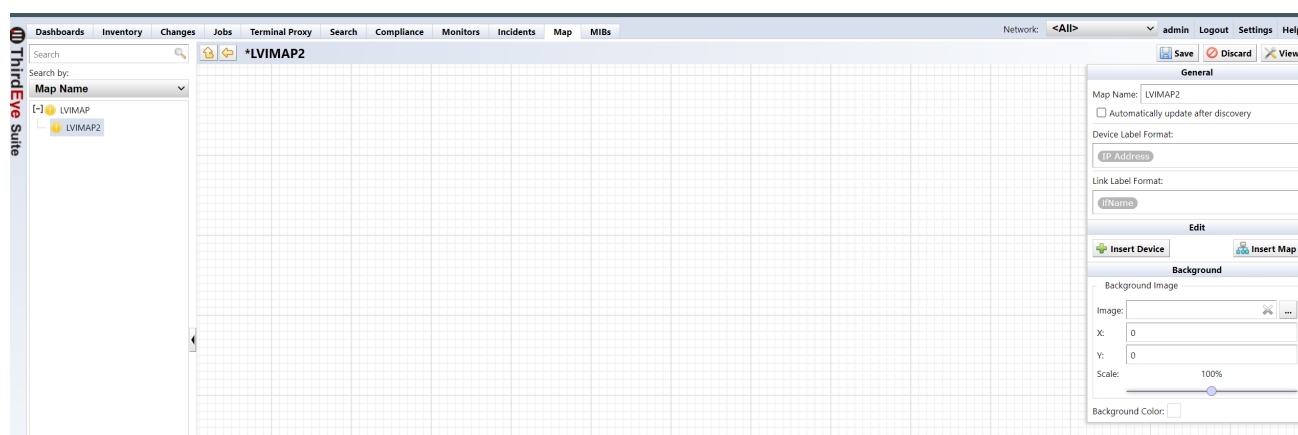 ThirdEye Suite
Dashboards Inventory Changes Jobs Terminal Proxy Search Compliance Monitors Incidents Map MIBs Network: <All> admin Logout Settings Help
Search *LVIMAP2 Save Discard View
Search by:
Map Name
[-] LVIMAP
LVIMAP2
General
Map Name: LVIMAP2
Automatically update after discovery
Device Label Format:
IP Address
Link Label Format:
IfName
Edit
Insert Device Insert Map
Background
Background Image
Image: ...
X: 0
Y: 0
Scale: 100%
Background Color: